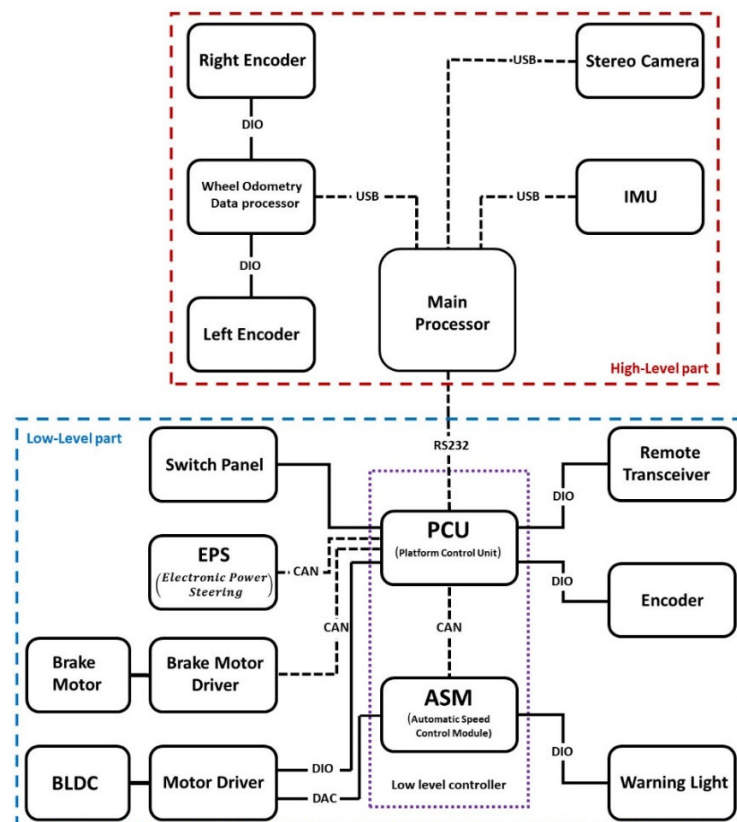 Right Encoder
USB
Stereo Camera
DIO
Wheel Odometry
Data processor
USB
USB
IMU
DIO
Left Encoder
Main
Processor
High-Level part
Low-Level part
RS232
Switch Panel
Remote
Transceiver
DIO
PCU
(Platform Control Unit)
EPS
(Electronic Power
Steering)
CAN
DIO
Encoder
CAN
CAN
Brake
Motor
Brake Motor
Driver
ASM
(Automatic Speed
Control Module)
DIO
BLDC
Motor Driver
DIO
DAC
Low level controller
Warning Light